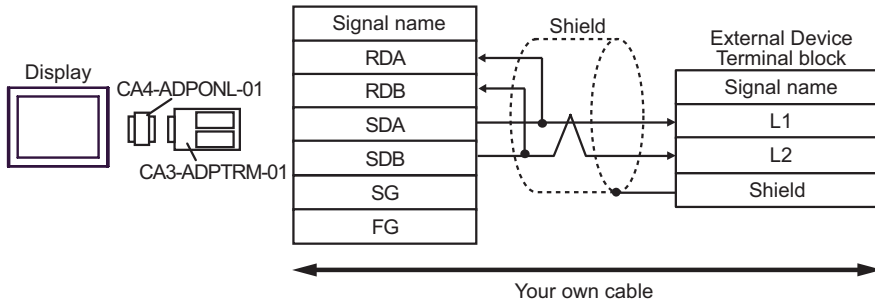 Display
CA4-ADPONL-01
CA3-ADPTRM-01
Signal name
RDA
RDB
SDA
SDB
SG
FG
Shield
External Device
Terminal block
Signal name
L1
L2
Shield
Your own cable